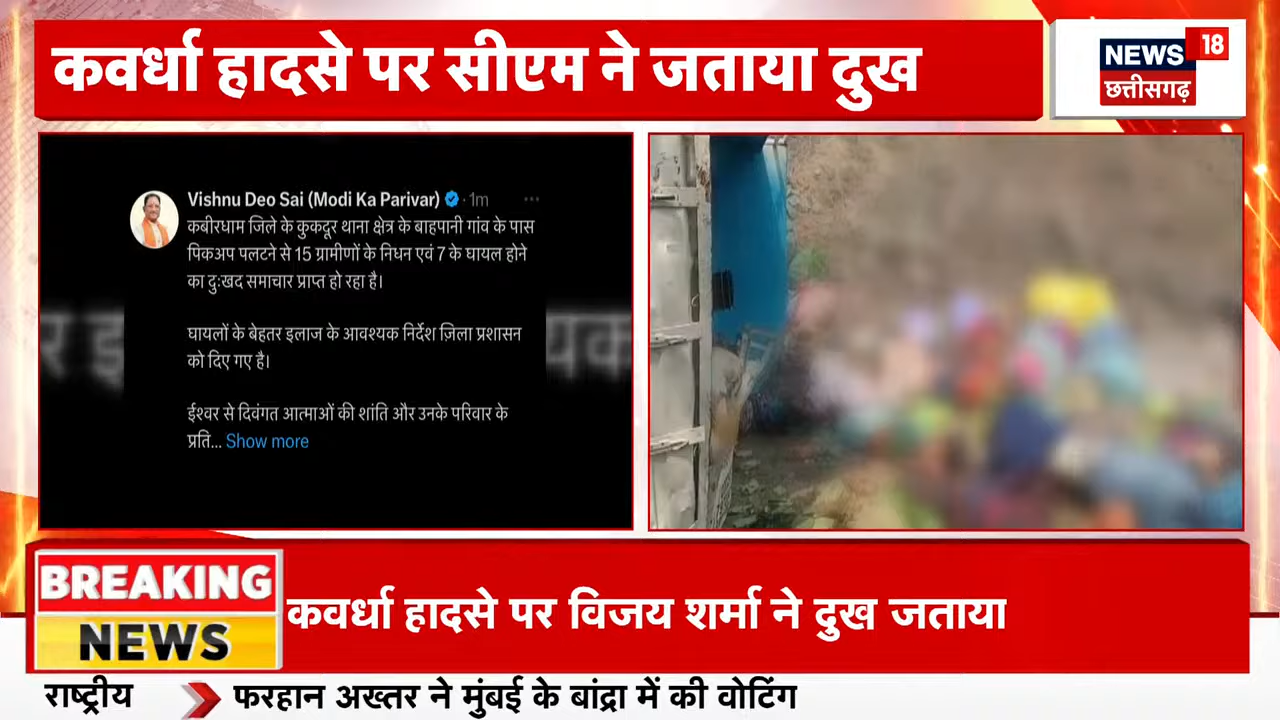 कवर्धा हादसे पर सीएम ने जताया दुख
NEWS 18
छत्तीसगढ़
Vishnu Deo Sai (Modi Ka Parivar) · 1m ...
कबीरधाम जिले के कुकदूर थाना क्षेत्र के बाहपानी गांव के पास
पिकअप पलटने से 15 ग्रामीणों के निधन एवं 7 के घायल होने
का दुःखद समाचार प्राप्त हो रहा है।
घायलों के बेहतर इलाज के आवश्यक निर्देश ज़िला प्रशासन
को दिए गए है।
ईश्वर से दिवंगत आत्माओं की शांति और उनके परिवार के
प्रति... Show more
BREAKING
NEWS
कवर्धा हादसे पर विजय शर्मा ने दुख जताया
राष्ट्रीय
फरहान अख्तर ने मुंबई के बांद्रा में की वोटिंग